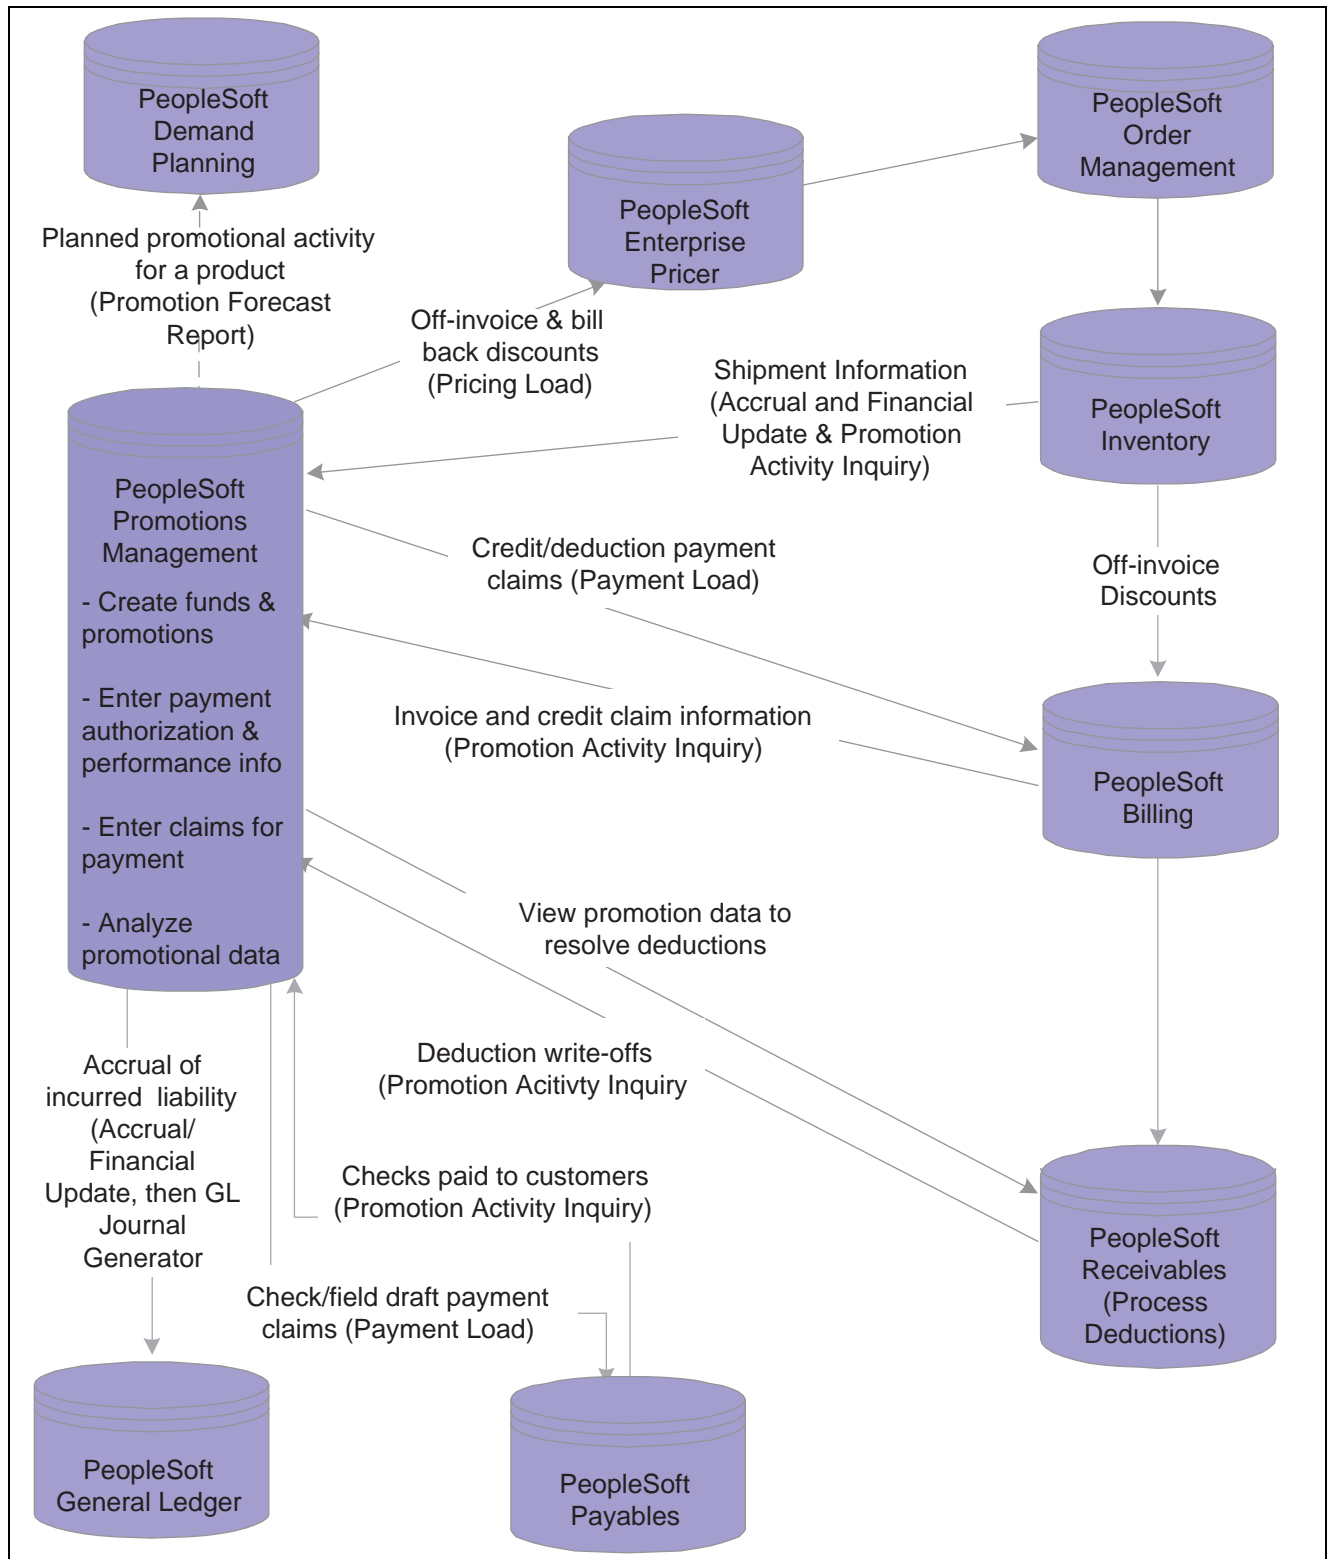 PeopleSoft
Demand
Planning
PeopleSoft
Order
Management
PeopleSoft
Enterprise
Pricer
Planned promotional activity
for a product
(Promotion Forecast
Report)
Off-invoice & bill
back discounts
(Pricing Load)
Shipment Information
(Accrual and Financial
Update & Promotion
Activity Inquiry)
PeopleSoft
Inventory
PeopleSoft
Promotions
Management
- Create funds &
promotions
- Enter payment
authorization &
performance info
- Enter claims for
payment
- Analyze
promotional data
Credit/deduction payment
claims (Payment Load)
Off-invoice
Discounts
Invoice and credit claim information
(Promotion Activity Inquiry)
PeopleSoft
Billing
View promotion data to
resolve deductions
Deduction write-offs
(Promotion Acitivty Inquiry
Accrual of
incurred liability
(Accrual/
Financial
Update, then GL
Journal
Generator
Checks paid to customers
(Promotion Activity Inquiry)
PeopleSoft
Receivables
(Process
Deductions)
Check/field draft payment
claims (Payment Load)
PeopleSoft
General Ledger
PeopleSoft
Payables